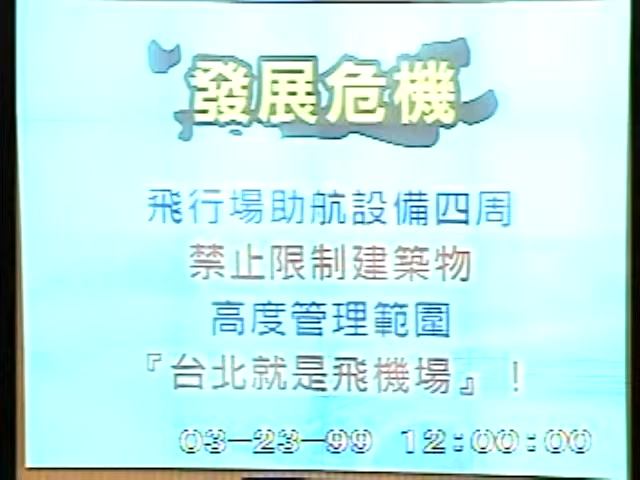 發展危機
飛行場助航設備四周
禁止限制建築物
高度管理範圍
『台北就是飛機場』！
03-23-99 12:00:00